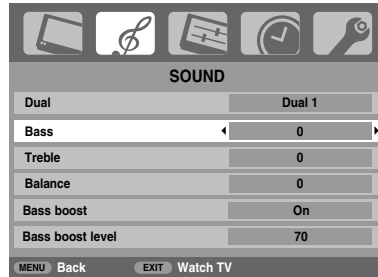 SOUND
Dual Dual 1
Bass 0
Treble 0
Balance 0
Bass boost On
Bass boost level 70
MENU Back EXIT Watch TV